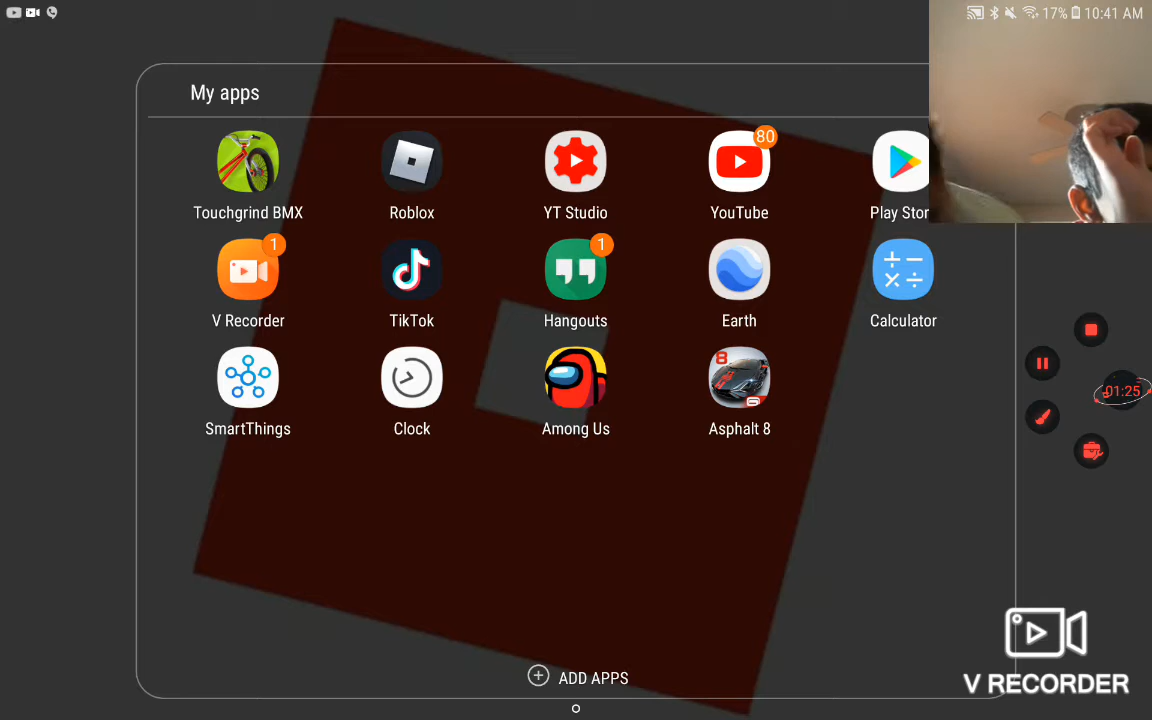 17% 10:41 AM
My apps
80
Touchgrind BMX
Roblox
YT Studio
YouTube
Play Stor
1
1
V Recorder
TikTok
Hangouts
Earth
Calculator
8
SmartThings
Clock
Among Us
Asphalt 8
01:25
ADD APPS
V RECORDER